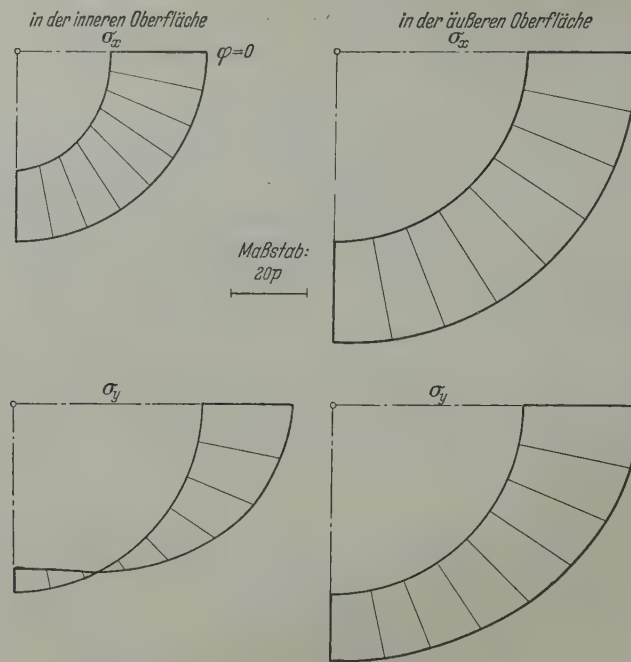 in der inneren Oberfläche
σx
φ=0
in der äußeren Oberfläche
σx
Maßstab:
20p
σy
σy